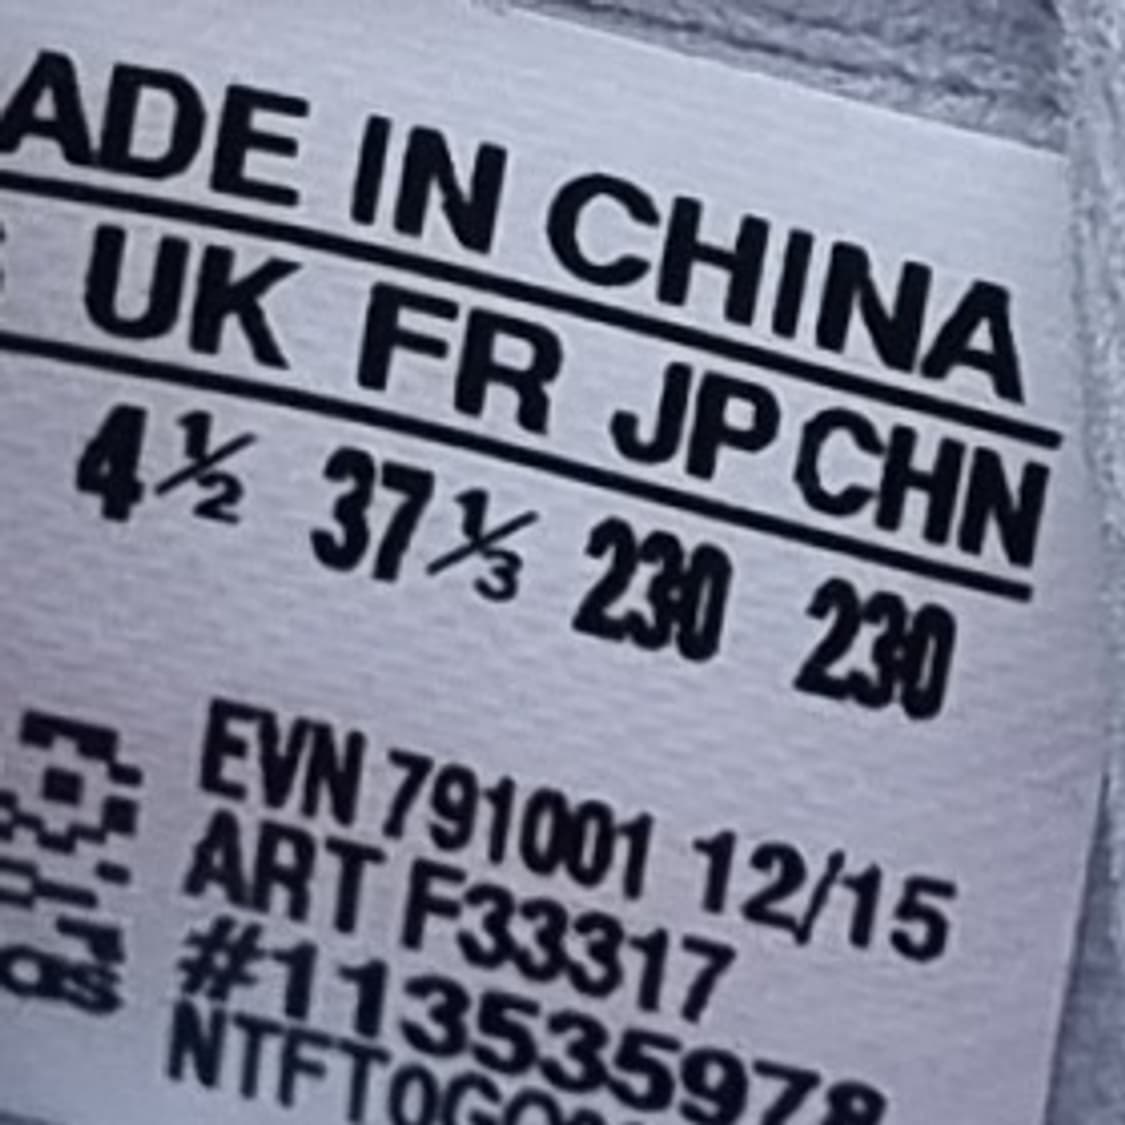 ADE IN CHINA
UK FR JP CHN
4½ 37⅓ 230 230
EVN 791001 12/15
ART F33317
as #113535978